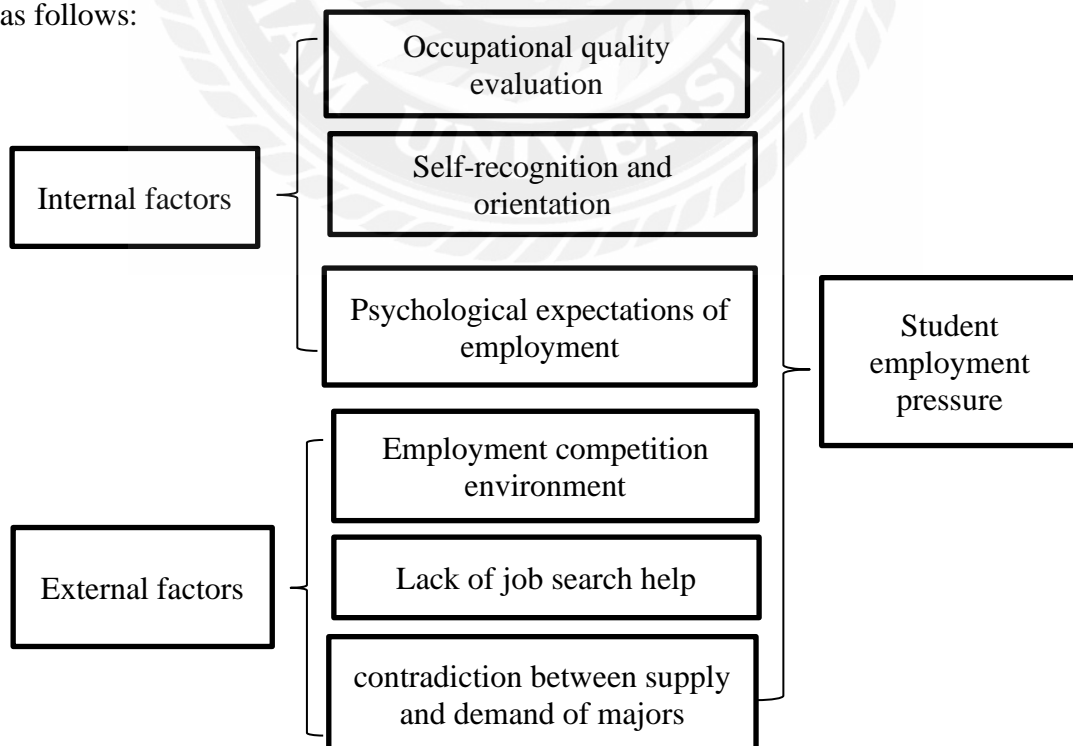 as follows:
Occupational quality
evaluation
Internal factors
Self-recognition and
orientation
Psychological expectations of
employment
Student
employment
pressure
Employment competition
environment
External factors
Lack of job search help
contradiction between supply
and demand of majors
UNIVERSITY